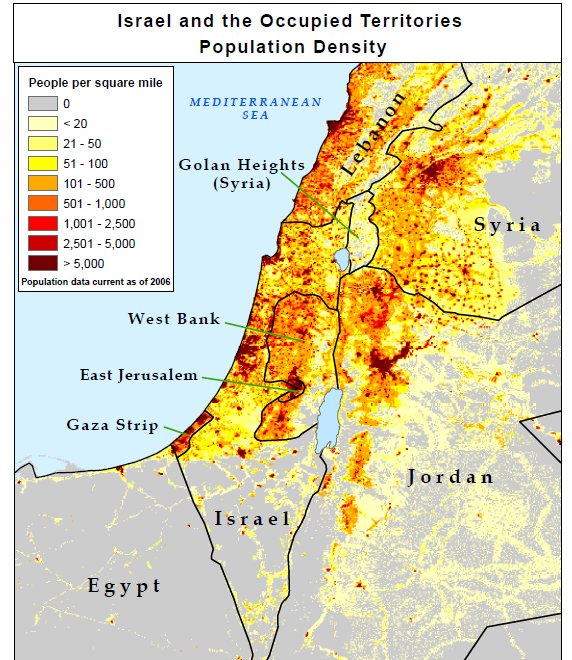 Israel and the Occupied Territories
Population Density
People per square mile
0
< 20
21 - 50
51 - 100
101 - 500
501 - 1,000
1,001 - 2,500
2,501 - 5,000
> 5,000
Population data current as of 2006
MEDITERRANEAN
SEA
Lebanon
Golan Heights
(Syria)
Syria
West Bank
East Jerusalem
Gaza Strip
Jordan
Israel
Egypt